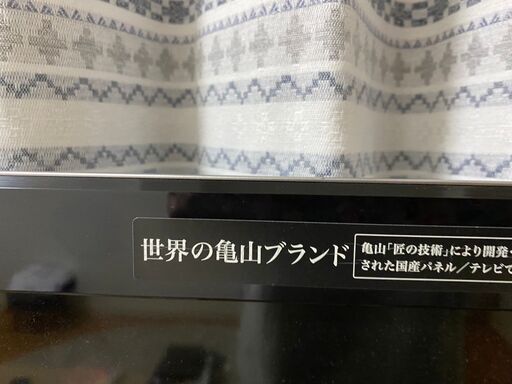 世界の亀山ブランド
亀山「匠の技術」により開発・
された国産パネル／テレビで